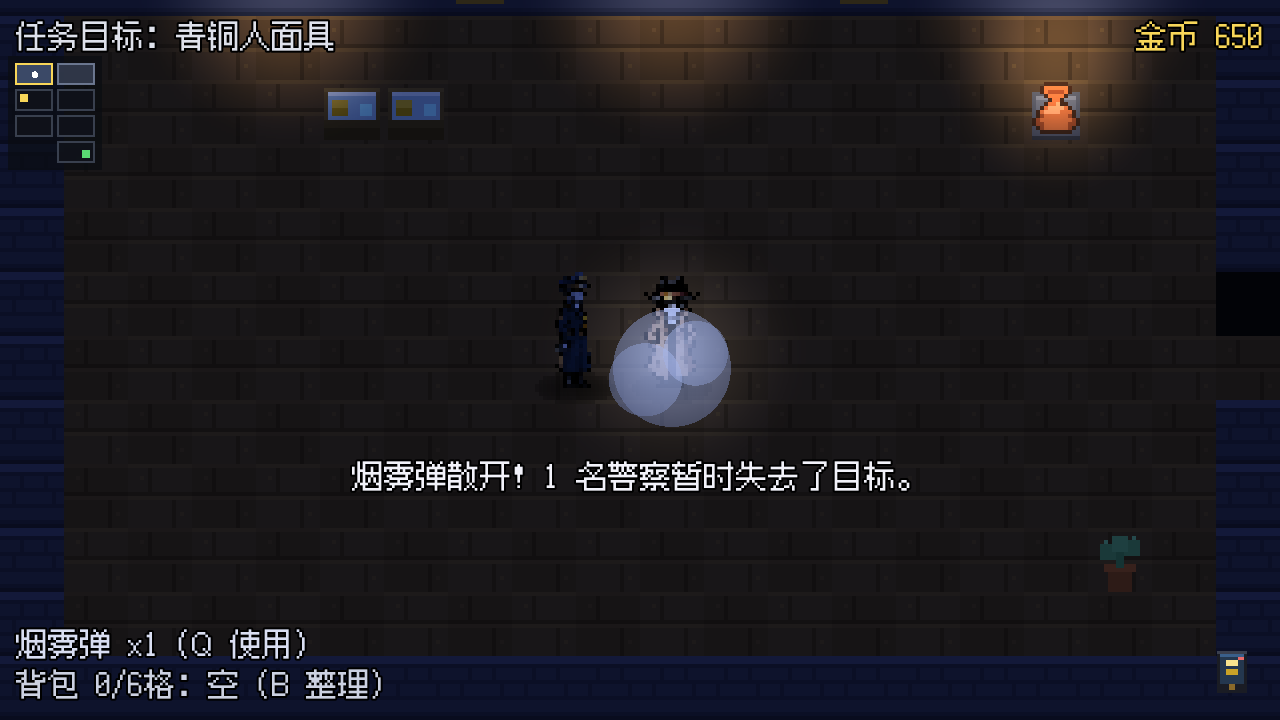 任务目标：青铜人面具
金币 650
烟雾弹散开！1 名警察暂时失去了目标。
烟雾弹 x1（Q 使用）
背包 0/6格：空（B 整理）